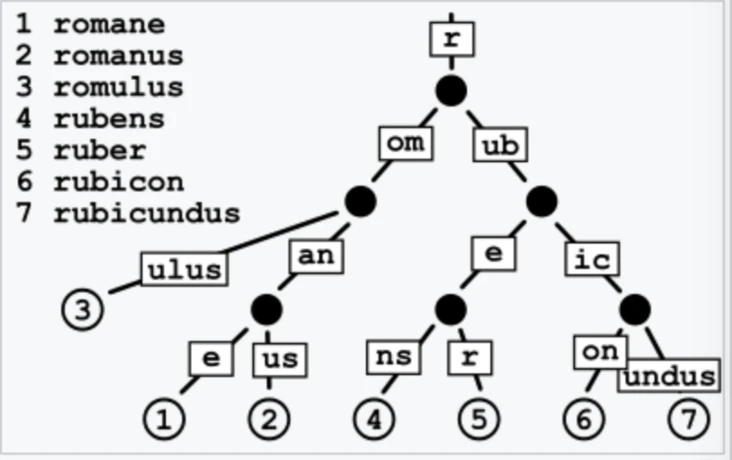 1 romane
2 romanus
3 romulus
4 rubens
5 ruber
6 rubicon
7 rubicundus
r
om
ub
ulus
an
e
ic
3
e
us
ns
r
on
undus
1
2
4
5
6
7